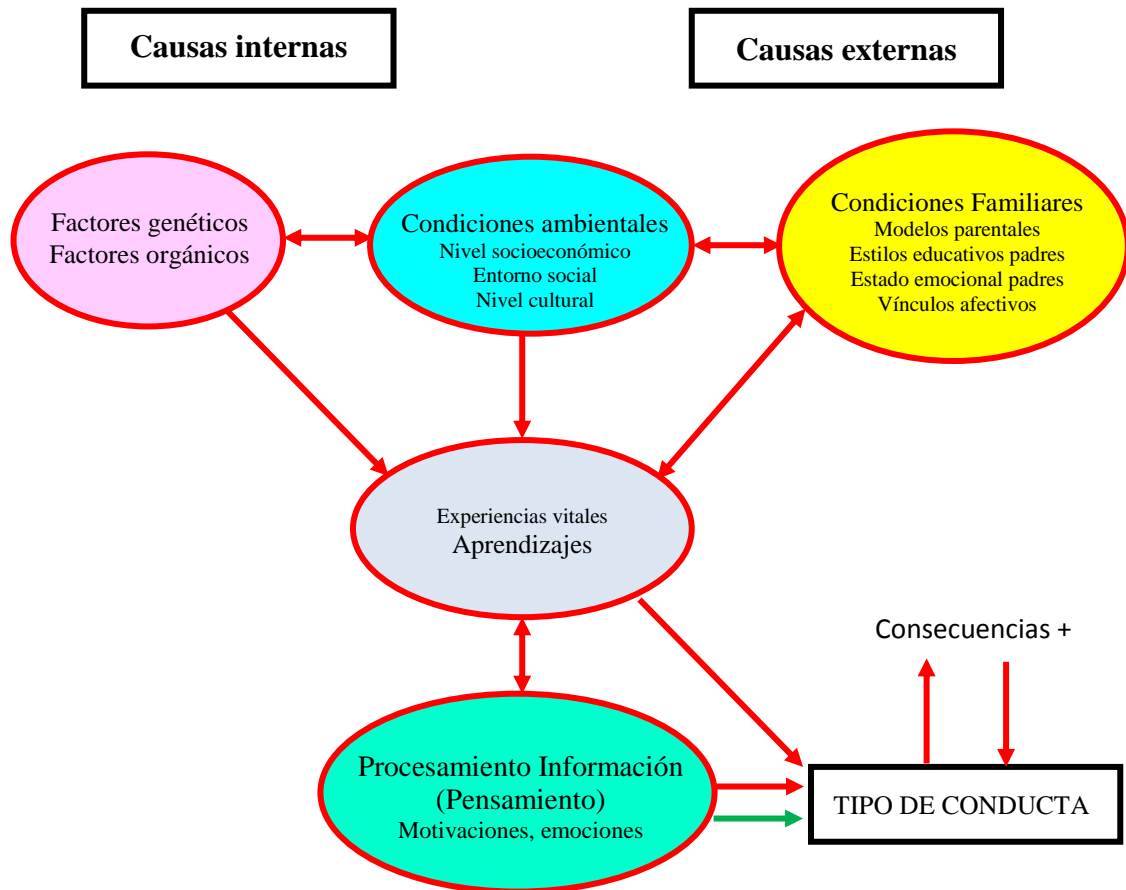 Causas internas
Causas externas
Factores genéticos
Factores orgánicos
Condiciones ambientales
Nivel socioeconómico
Entorno social
Nivel cultural
Condiciones Familiares
Modelos parentales
Estilos educativos padres
Estado emocional padres
Vínculos afectivos
Experiencias vitales
Aprendizajes
Consecuencias +
Procesamiento Información
(Pensamiento)
Motivaciones, emociones
TIPO DE CONDUCTA